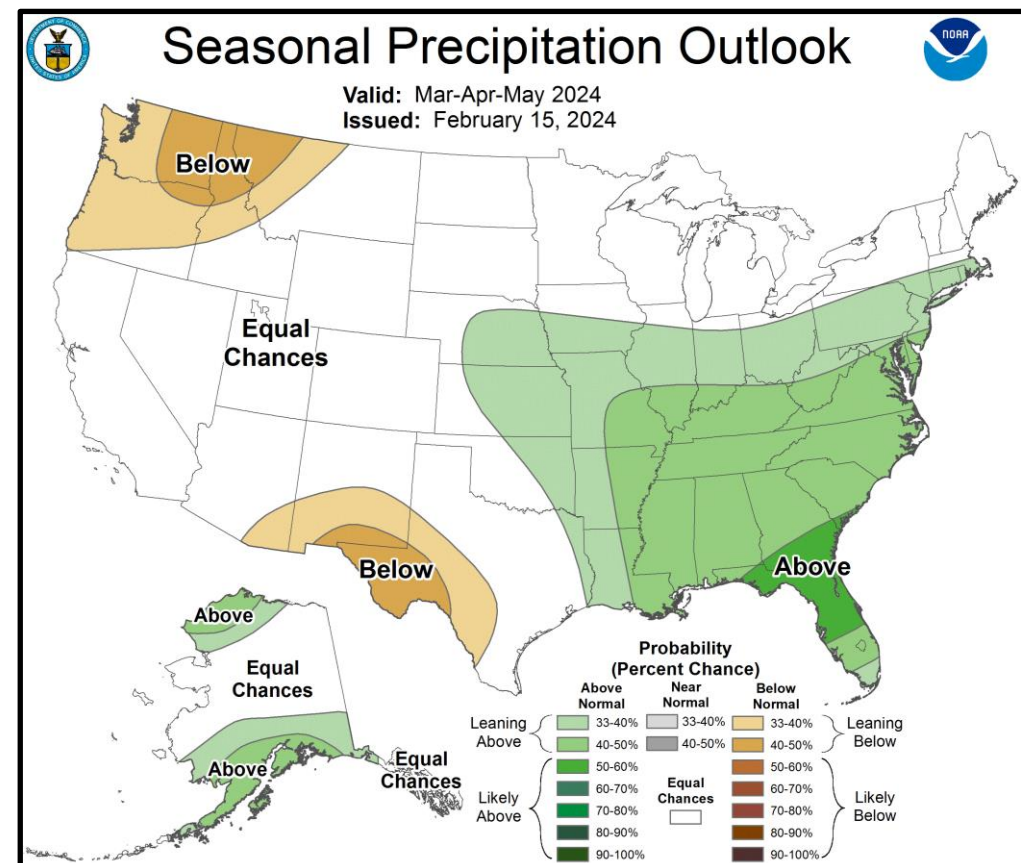 Seasonal Precipitation Outlook
NOAA
Valid: Mar-Apr-May 2024
Issued: February 15, 2024
Below
Equal
Chances
Below
Above
Above
Equal
Chances
Above
Equal
Chances
Probability
(Percent Chance)
Above
Normal
Near
Normal
Below
Normal
Leaning
Above
33-40%
33-40%
33-40%
Leaning
Below
40-50%
40-50%
40-50%
Likely
Above
50-60%
Equal
Chances
50-60%
Likely
Below
60-70%
60-70%
70-80%
70-80%
80-90%
80-90%
90-100%
90-100%